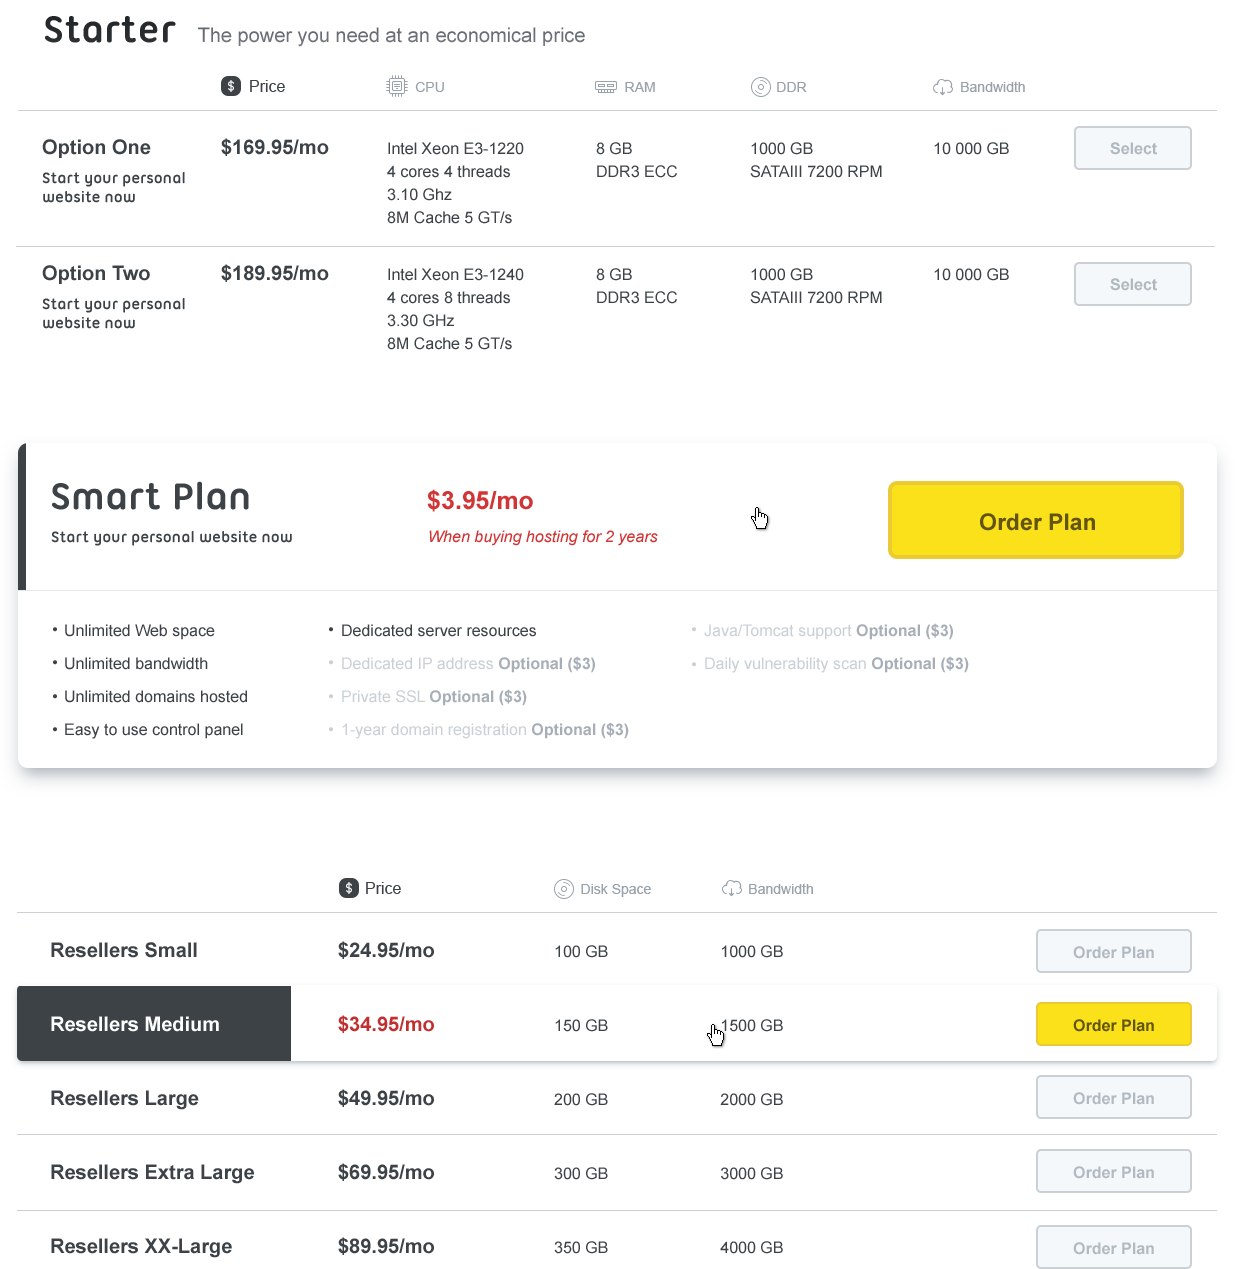 Starter The power you need at an economical price
$ Price CPU RAM DDR Bandwidth
Option One $169.95/mo Intel Xeon E3-1220 8 GB 1000 GB 10 000 GB Select
Start your personal 4 cores 4 threads DDR3 ECC SATAIII 7200 RPM
website now 3.10 Ghz
8M Cache 5 GT/s
Option Two $189.95/mo Intel Xeon E3-1240 8 GB 1000 GB 10 000 GB Select
Start your personal 4 cores 8 threads DDR3 ECC SATAIII 7200 RPM
website now 3.30 GHz
8M Cache 5 GT/s
Smart Plan $3.95/mo Order Plan
Start your personal website now When buying hosting for 2 years
• Unlimited Web space • Dedicated server resources • Java/Tomcat support Optional ($3)
• Unlimited bandwidth • Dedicated IP address Optional ($3) • Daily vulnerability scan Optional ($3)
• Unlimited domains hosted • Private SSL Optional ($3)
• Easy to use control panel • 1-year domain registration Optional ($3)
$ Price Disk Space Bandwidth
Resellers Small $24.95/mo 100 GB 1000 GB Order Plan
Resellers Medium $34.95/mo 150 GB 1500 GB Order Plan
Resellers Large $49.95/mo 200 GB 2000 GB Order Plan
Resellers Extra Large $69.95/mo 300 GB 3000 GB Order Plan
Resellers XX-Large $89.95/mo 350 GB 4000 GB Order Plan